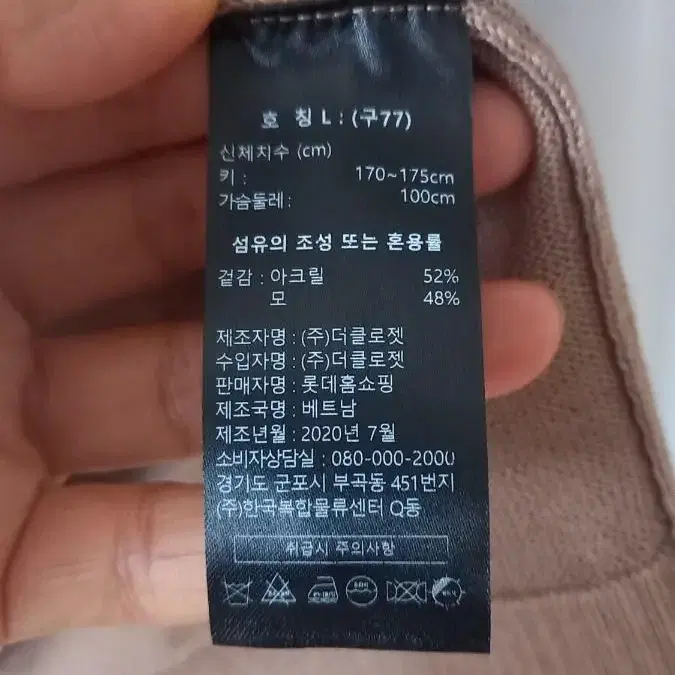 호 칭 L : (구77)
신체치수 (cm)
키 : 170~175cm
가슴둘레 : 100cm
섬유의 조성 또는 혼용률
겉감 : 아크릴 52%
모 48%
제조자명 : (주)더클로젯
수입자명 : (주)더클로젯
판매자명 : 롯데홈쇼핑
제조국명 : 베트남
제조년월 : 2020년 7월
소비자상담실 : 080-000-2000
경기도 군포시 부곡동 451번지
(주)한국복합물류센터 Q동
취급시 주의사항